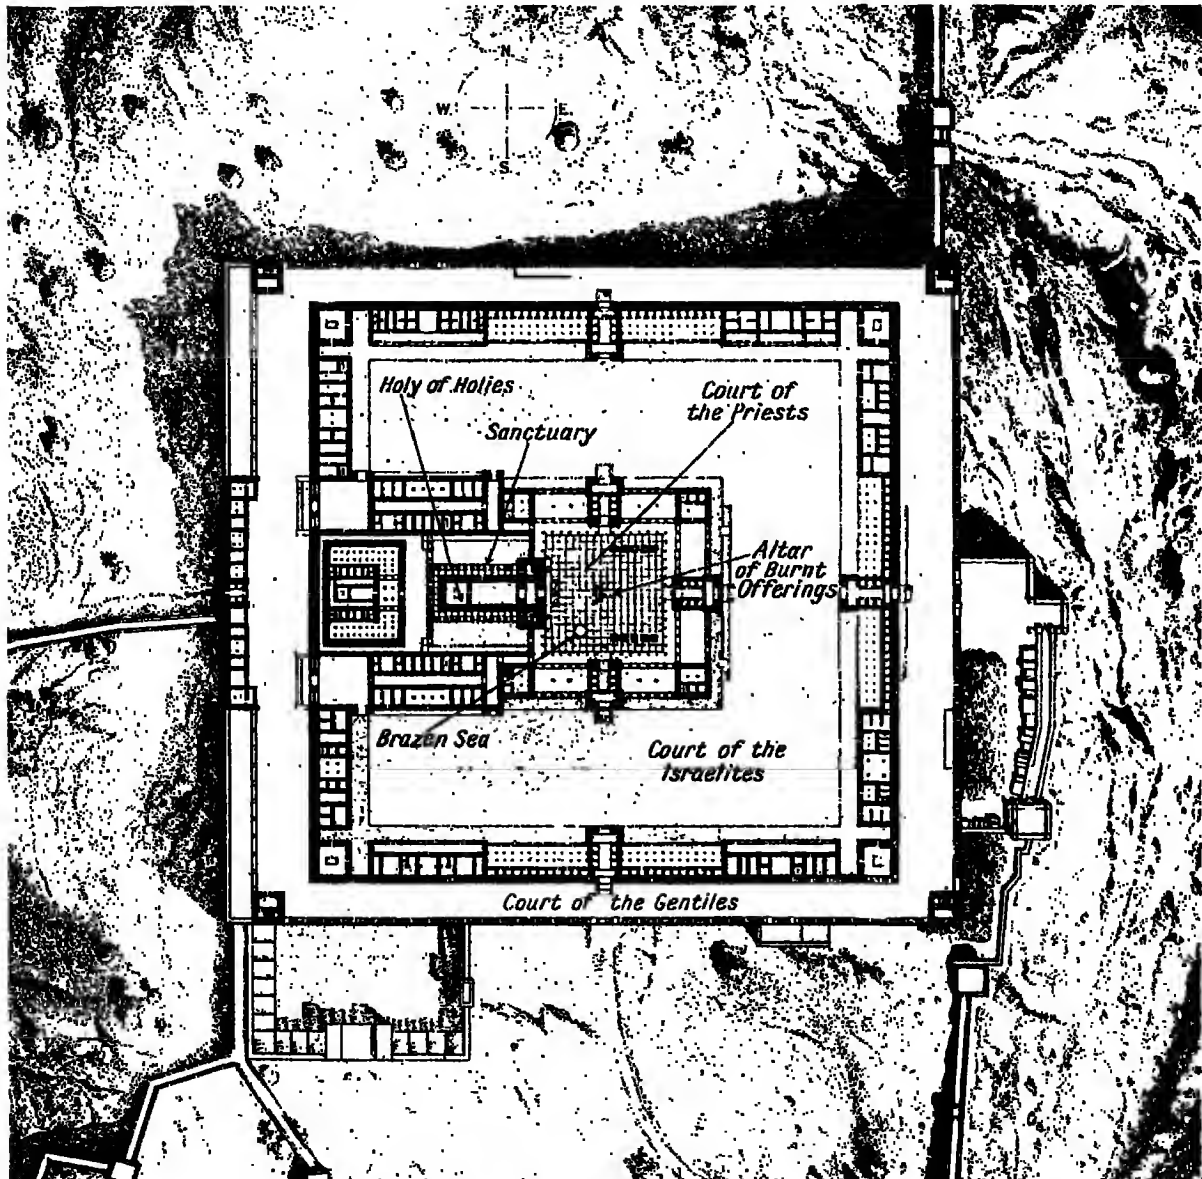 N
W E
S
Holy of Holies
Sanctuary
Court of
the Priests
Altar
of Burnt
Offerings
Brazen Sea
Court of the
Israelites
Court of the Gentiles